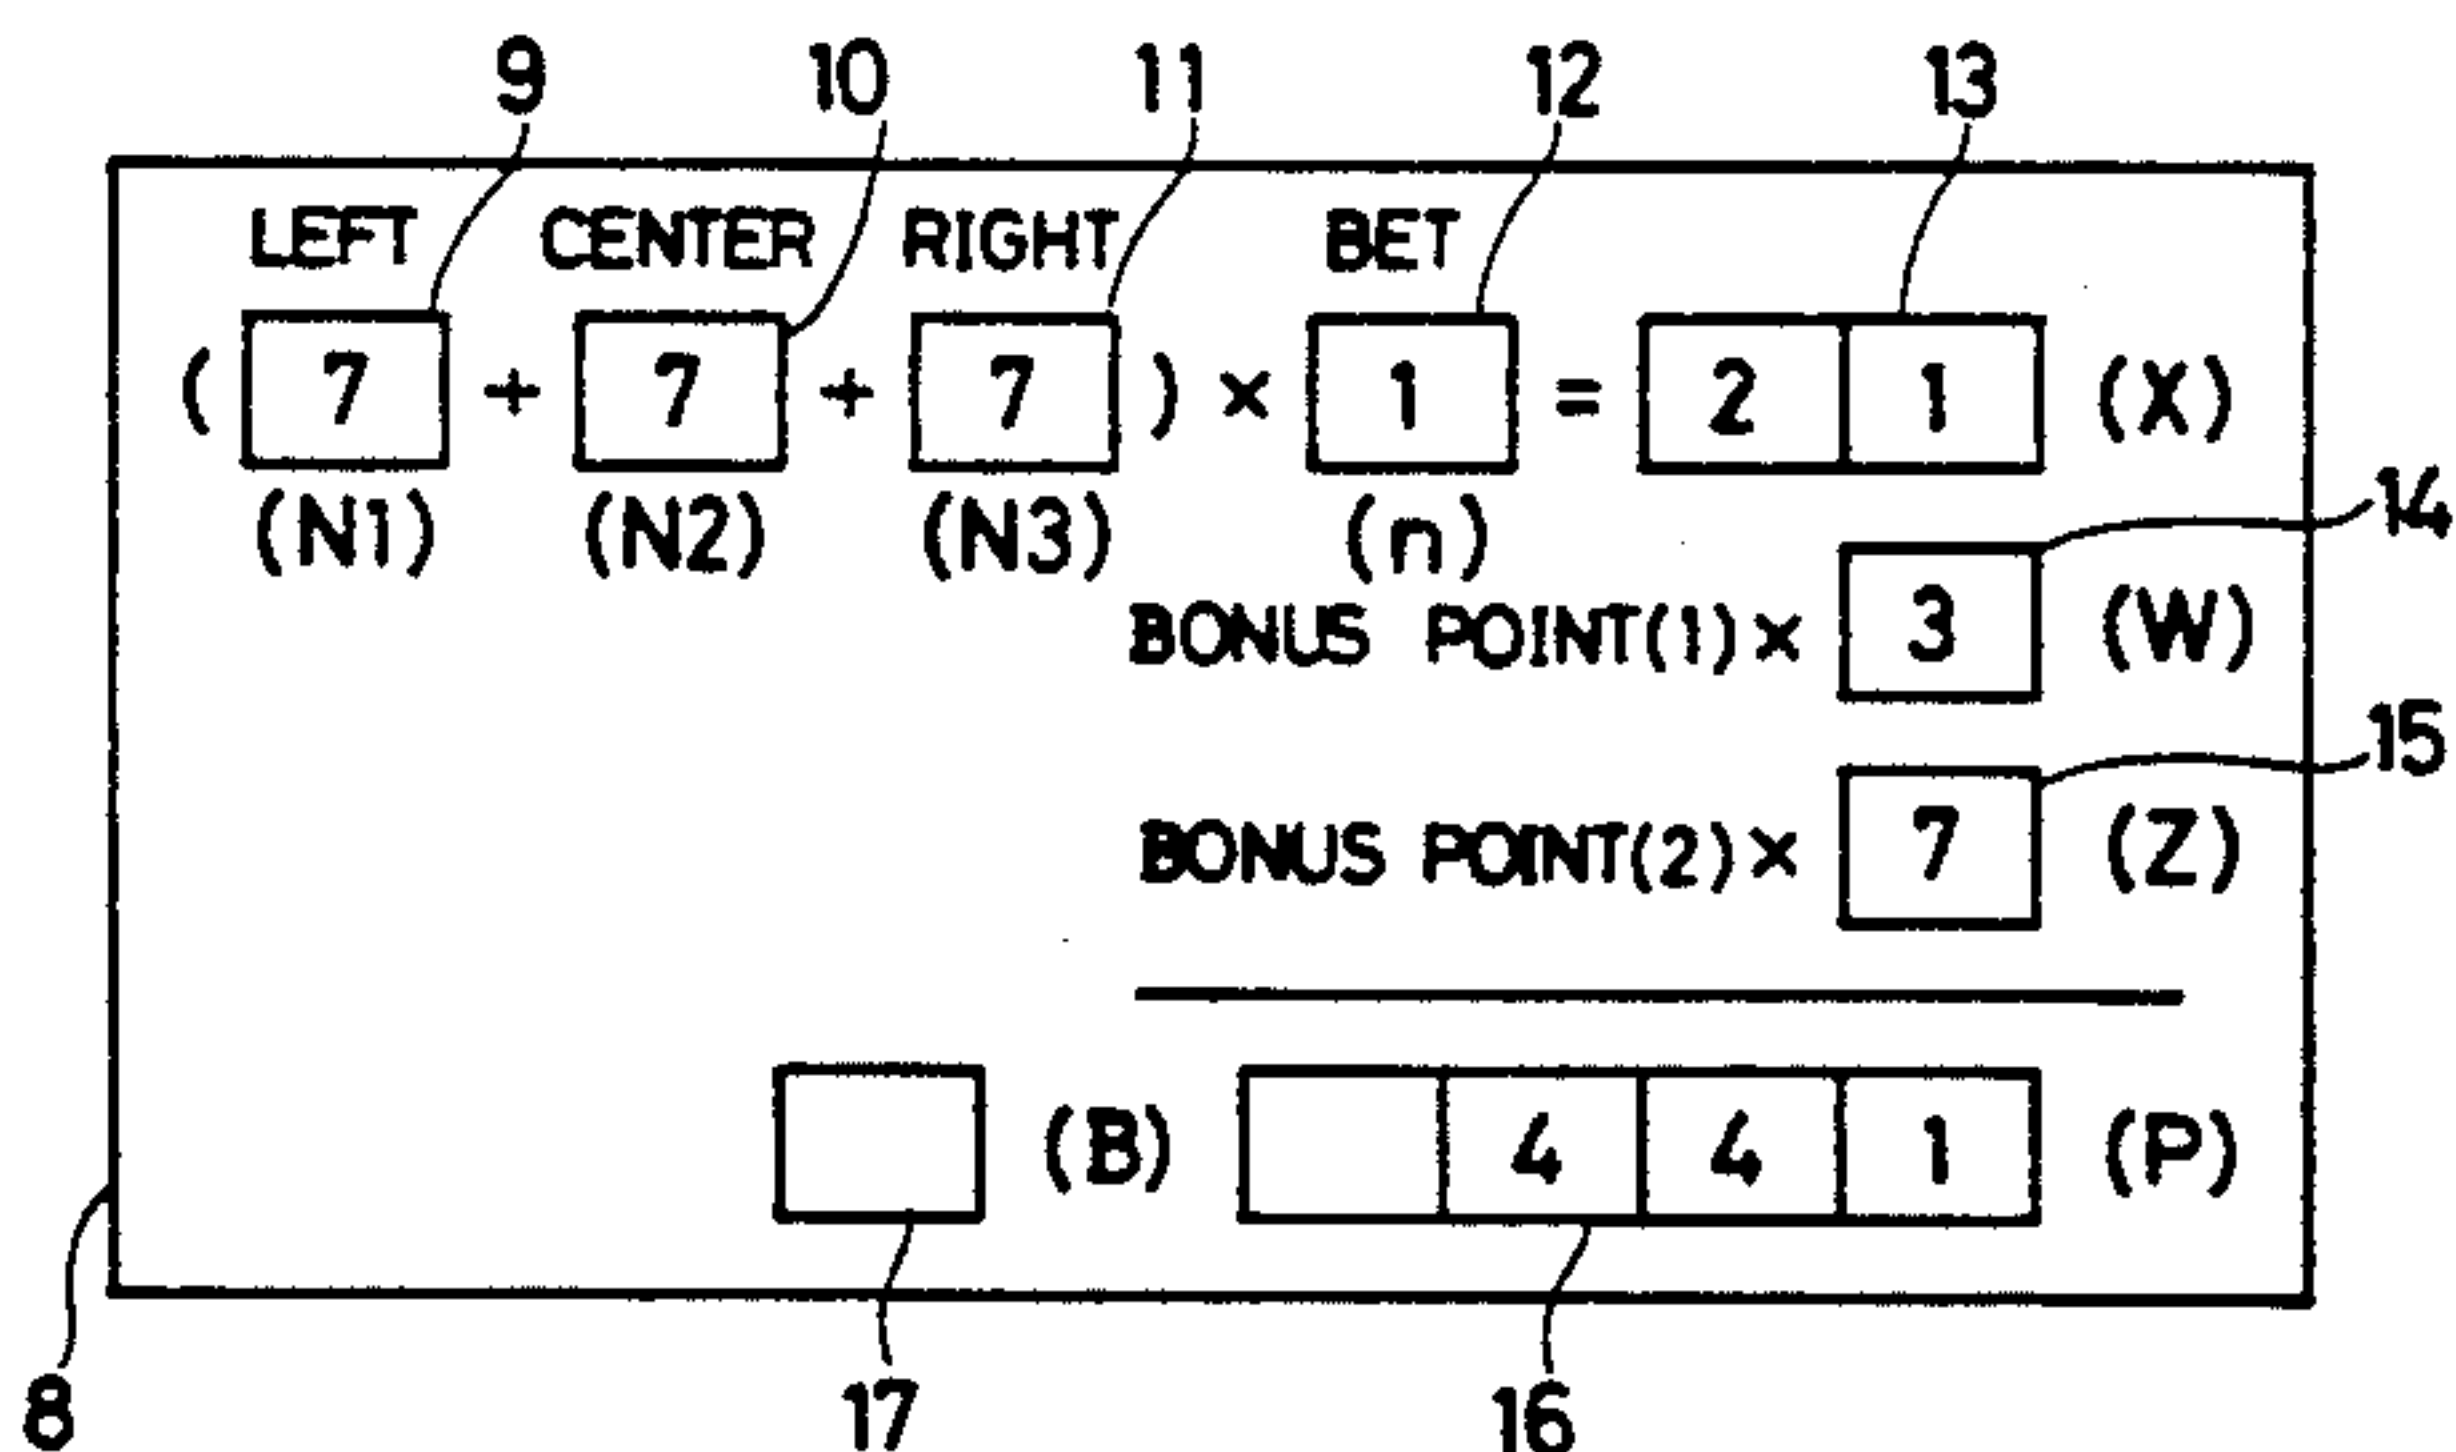 9 10 11 12 13
LEFT CENTER RIGHT BET
( 7 + 7 + 7 ) × 1 = 2 1 (X)
(N1) (N2) (N3) (n)
14
BONUS POINT(1) × 3 (W)
15
BONUS POINT(2) × 7 (Z)
(B) 4 4 1 (P)
8 17 16